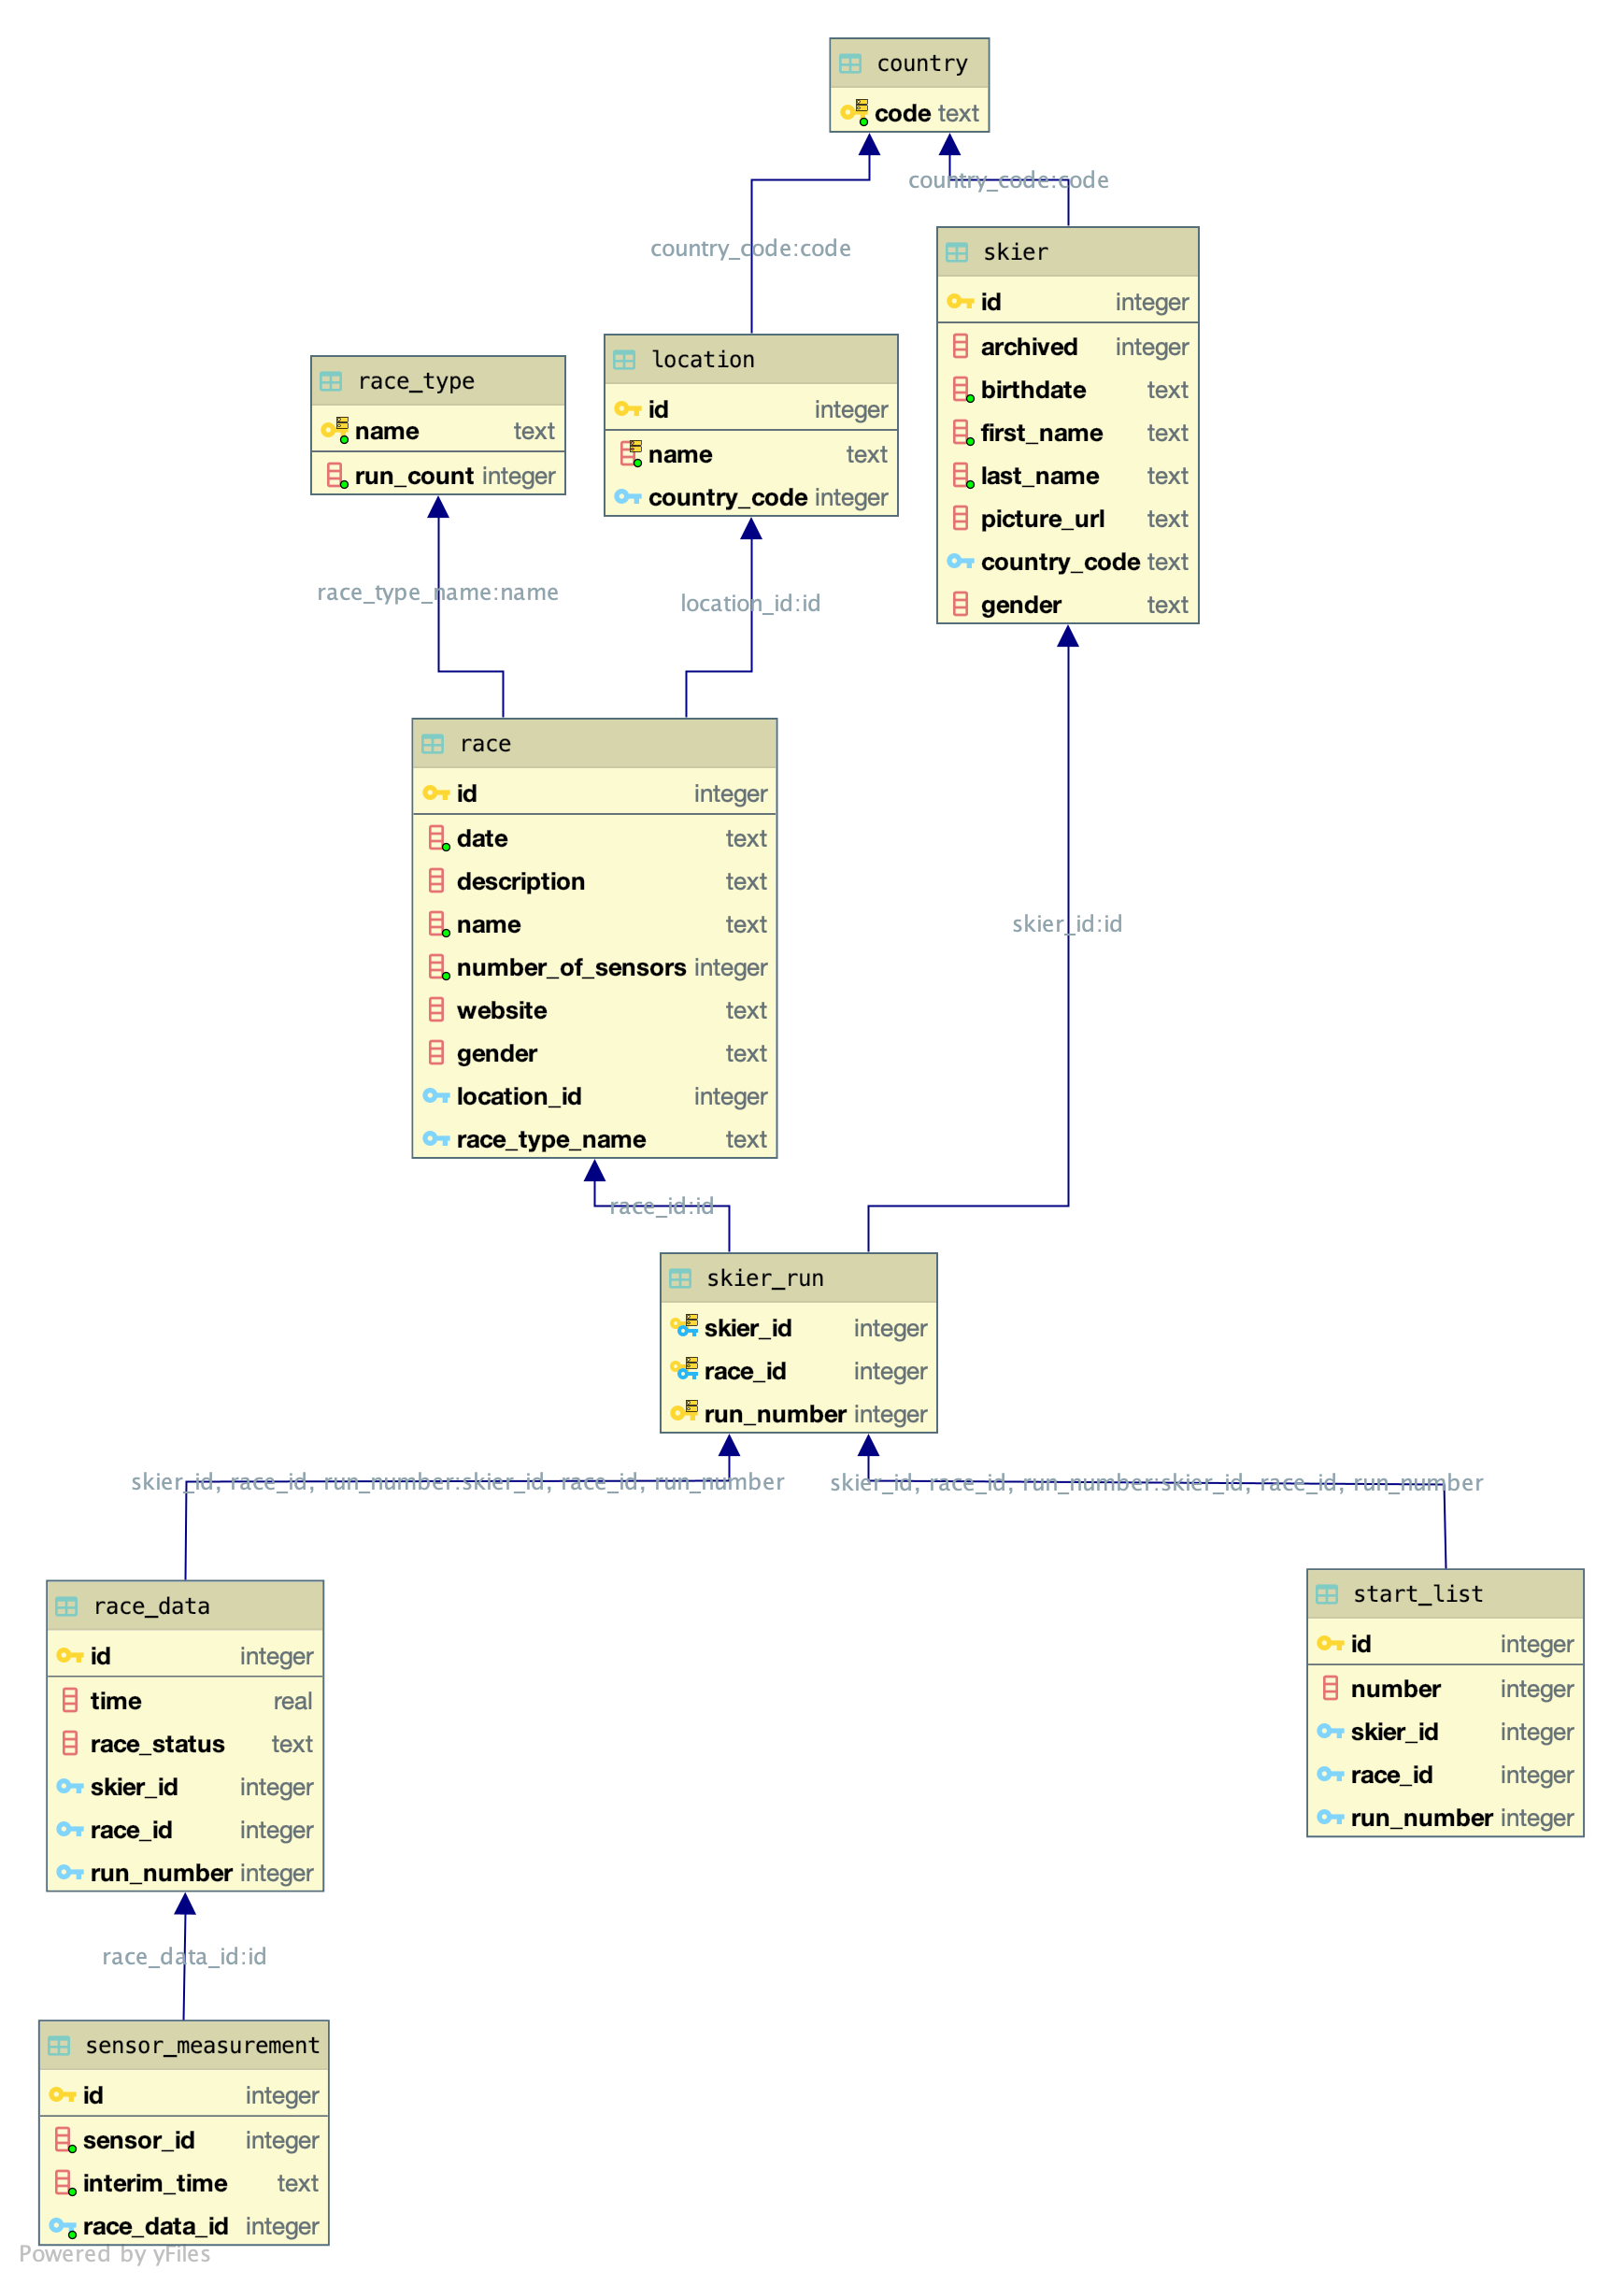 country
code text
country_code:code
country_code:code
skier
id integer
archived integer
birthdate text
first_name text
last_name text
picture_url text
country_code text
gender text
location
id integer
name text
country_code integer
race_type
name text
run_count integer
race_type_name:name
location_id:id
race
id integer
date text
description text
name text
number_of_sensors integer
website text
gender text
location_id integer
race_type_name text
skier_id:id
race_id:id
skier_run
skier_id integer
race_id integer
run_number integer
skier_id, race_id, run_number:skier_id, race_id, run_number
skier_id, race_id, run_number:skier_id, race_id, run_number
race_data
id integer
time real
race_status text
skier_id integer
race_id integer
run_number integer
start_list
id integer
number integer
skier_id integer
race_id integer
run_number integer
race_data_id:id
sensor_measurement
id integer
sensor_id integer
interim_time text
race_data_id integer
Powered by yFiles